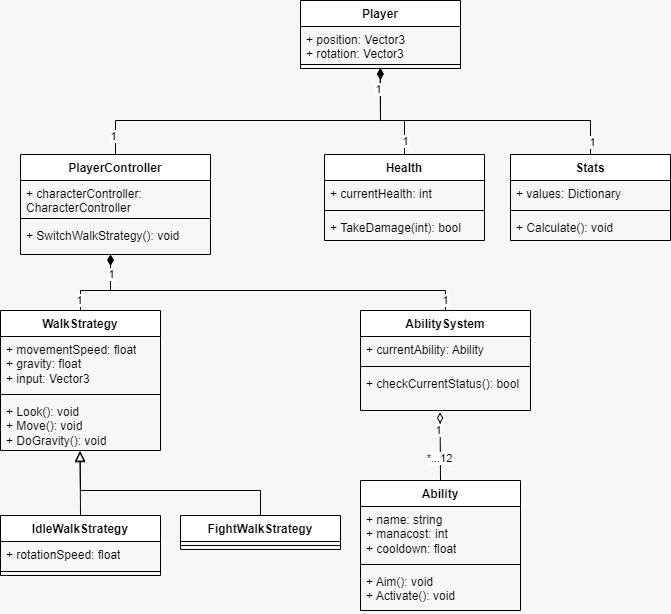 Player
+ position: Vector3
+ rotation: Vector3
1
1
1
1
PlayerController
+ characterController:
CharacterController
+ SwitchWalkStrategy(): void
Health
+ currentHealth: int
+ TakeDamage(int): bool
Stats
+ values: Dictionary
+ Calculate(): void
1
1
1
WalkStrategy
+ movementSpeed: float
+ gravity: float
+ input: Vector3
+ Look(): void
+ Move(): void
+ DoGravity(): void
AbilitySystem
+ currentAbility: Ability
+ checkCurrentStatus(): bool
1
*...12
IdleWalkStrategy
+ rotationSpeed: float
FightWalkStrategy
Ability
+ name: string
+ manacost: int
+ cooldown: float
+ Aim(): void
+ Activate(): void